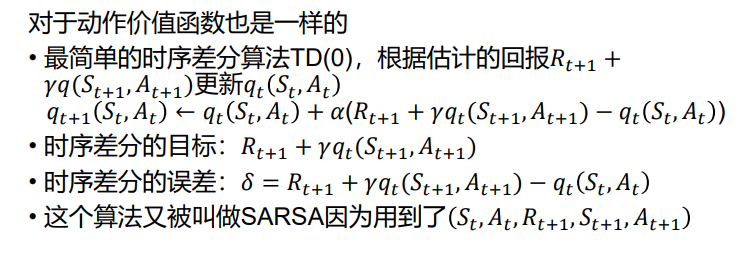 对于动作价值函数也是一样的
• 最简单的时序差分算法TD(0)，根据估计的回报$R_{t+1} +$
$\gamma q(S_{t+1}, A_{t+1})$更新$q_t(S_t, A_t)$
$q_{t+1}(S_t, A_t) \leftarrow q_t(S_t, A_t) + \alpha(R_{t+1} + \gamma q_t(S_{t+1}, A_{t+1}) - q_t(S_t, A_t))$
• 时序差分的目标：$R_{t+1} + \gamma q_t(S_{t+1}, A_{t+1})$
• 时序差分的误差：$\delta = R_{t+1} + \gamma q_t(S_{t+1}, A_{t+1}) - q_t(S_t, A_t)$
• 这个算法又被叫做SARSA因为用到了$(S_t, A_t, R_{t+1}, S_{t+1}, A_{t+1})$